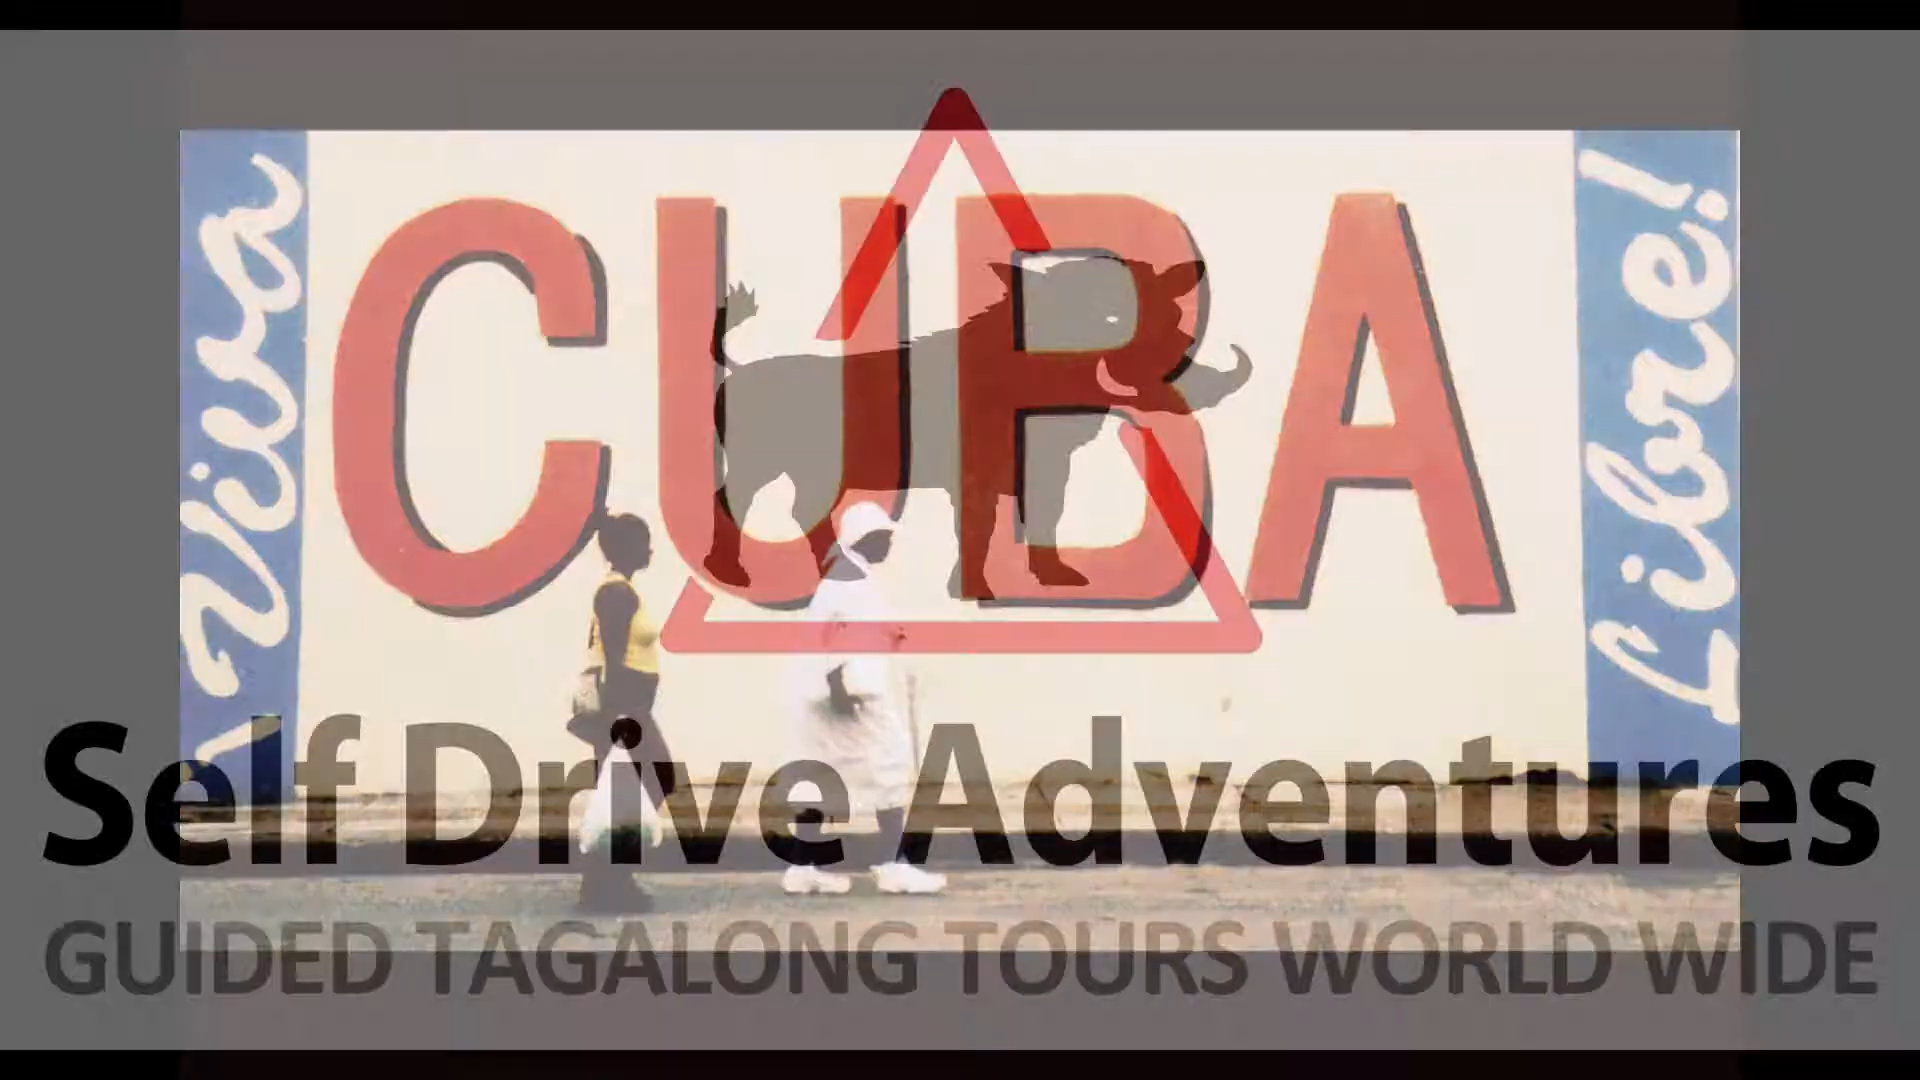 Viva
CUBA
Libre!
Self Drive Adventures
GUIDED TAGALONG TOURS WORLD WIDE